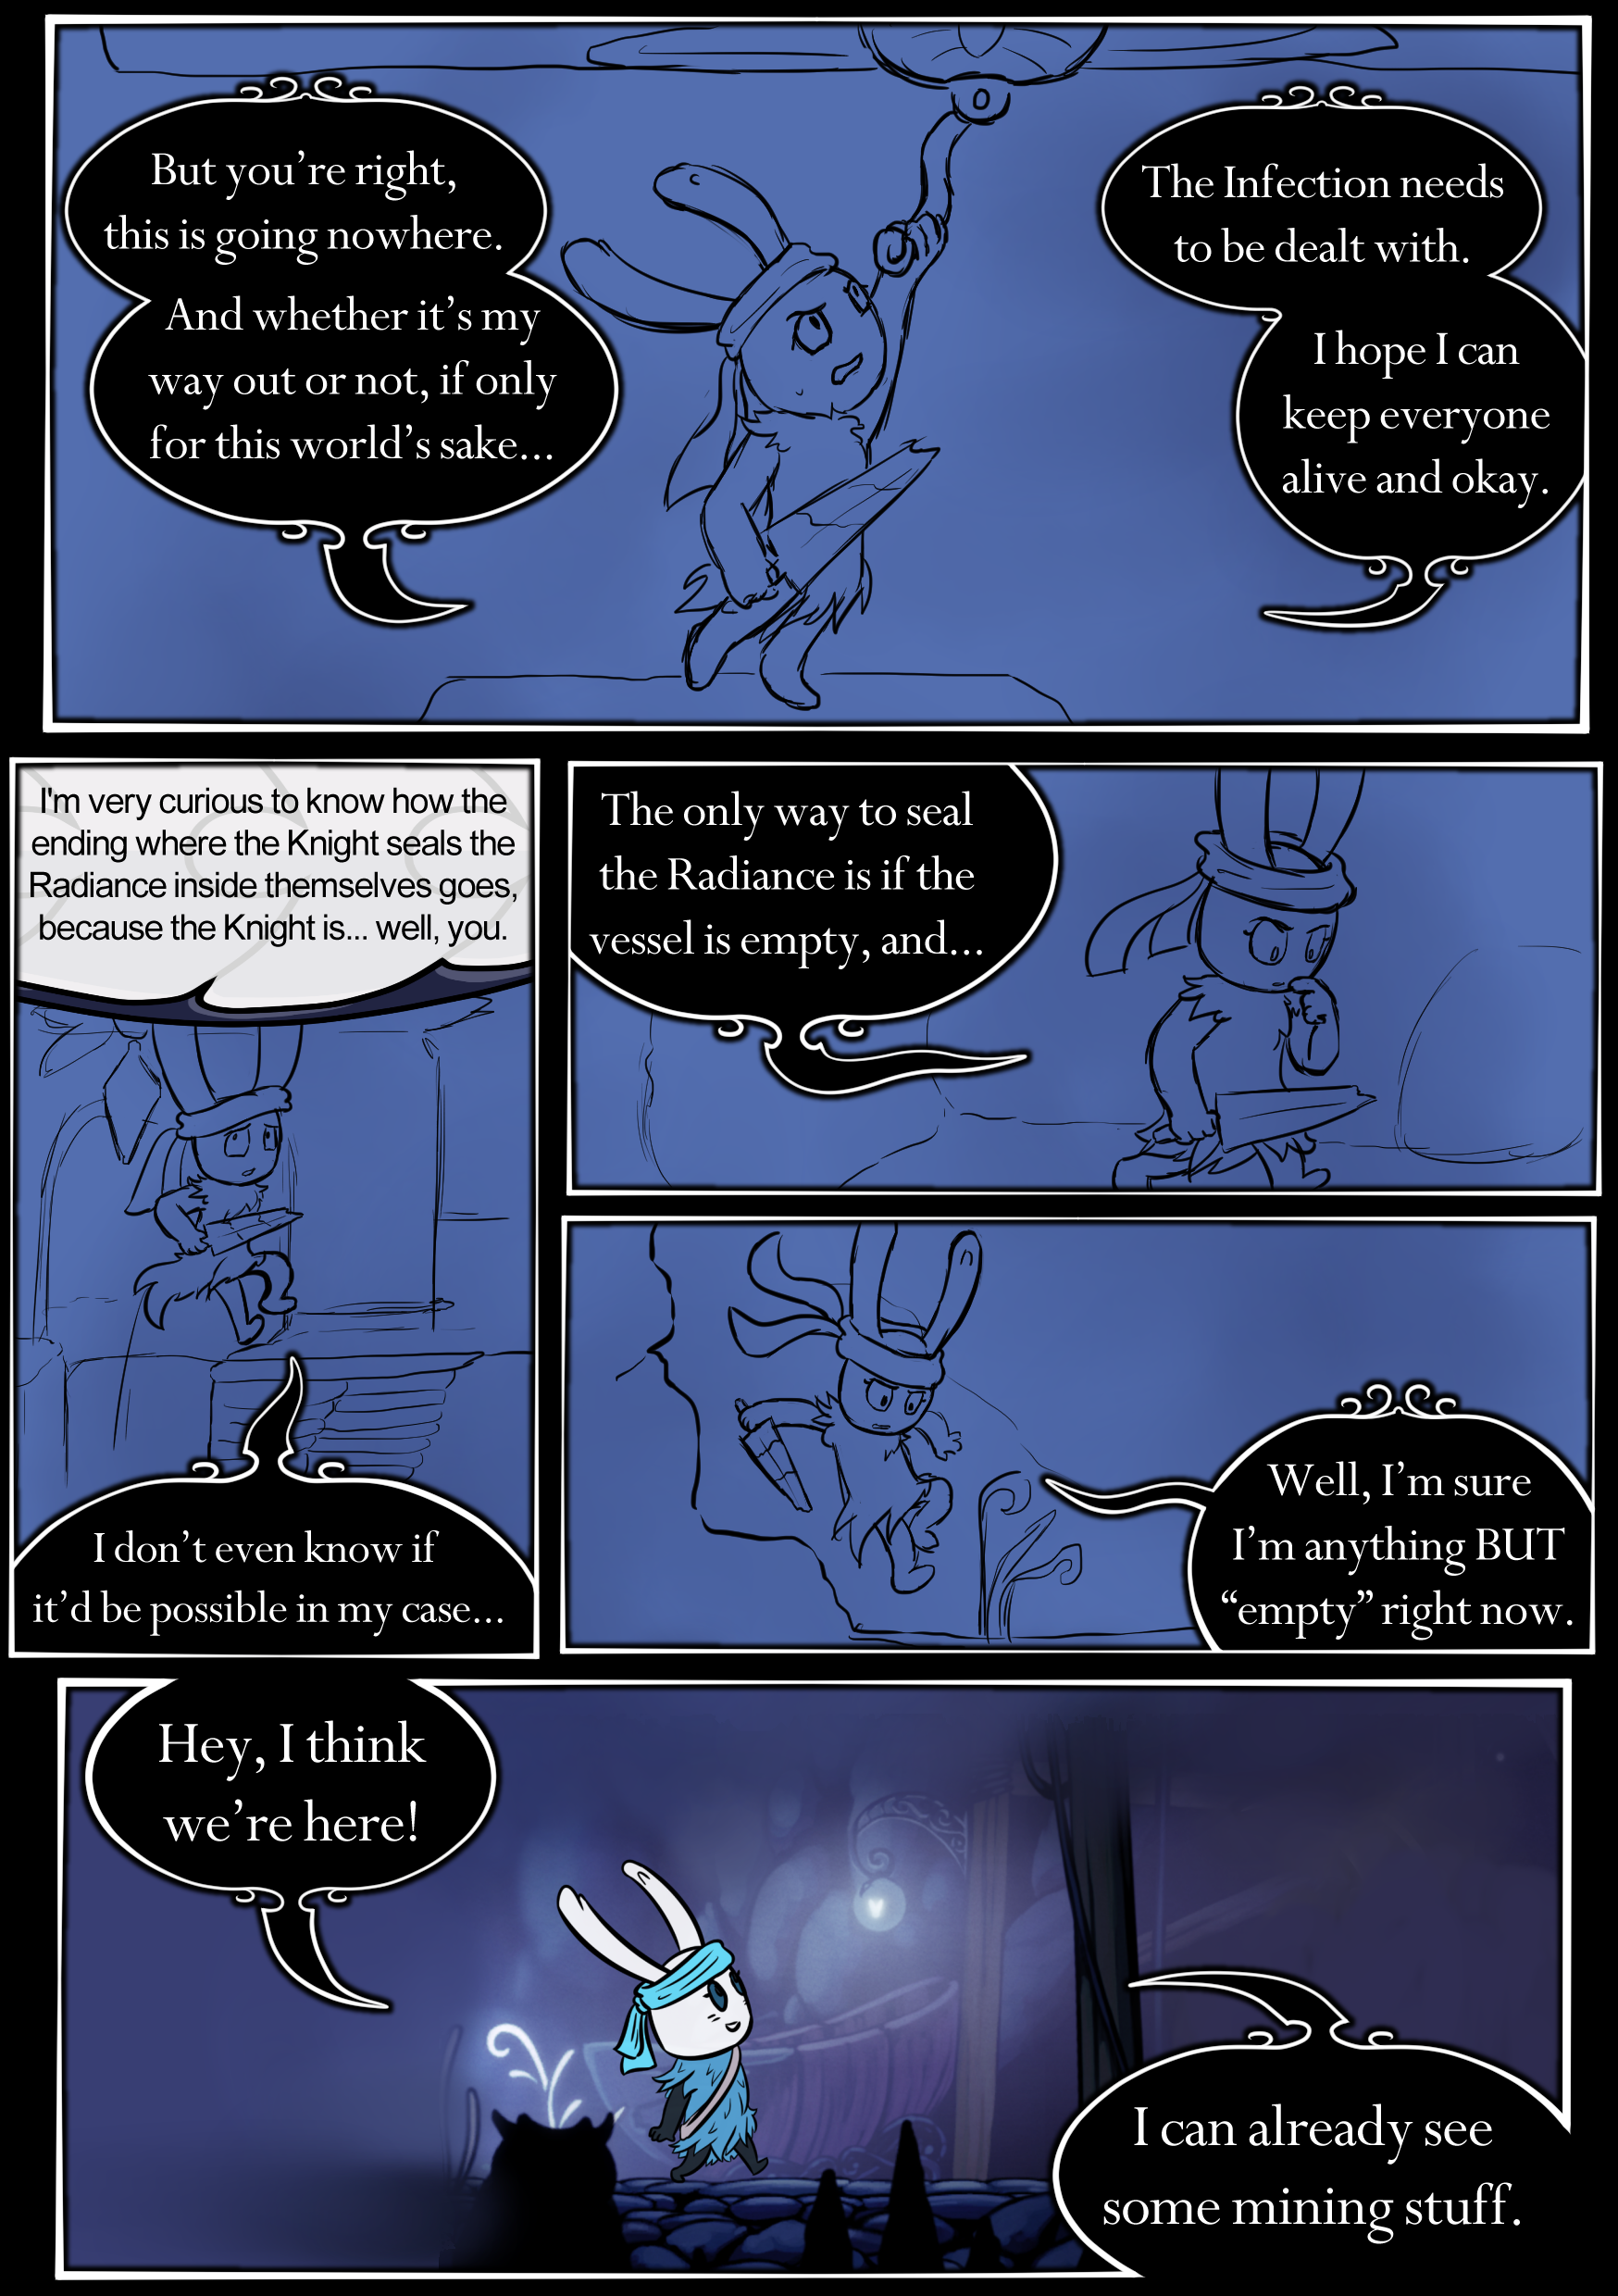 But you’re right,
this is going nowhere.
And whether it’s my
way out or not, if only
for this world’s sake...
The Infection needs
to be dealt with.
I hope I can
keep everyone
alive and okay.
I'm very curious to know how the
ending where the Knight seals the
Radiance inside themselves goes,
because the Knight is... well, you.
I don’t even know if
it’d be possible in my case...
The only way to seal
the Radiance is if the
vessel is empty, and...
Well, I’m sure
I’m anything BUT
“empty” right now.
Hey, I think
we’re here!
I can already see
some mining stuff.